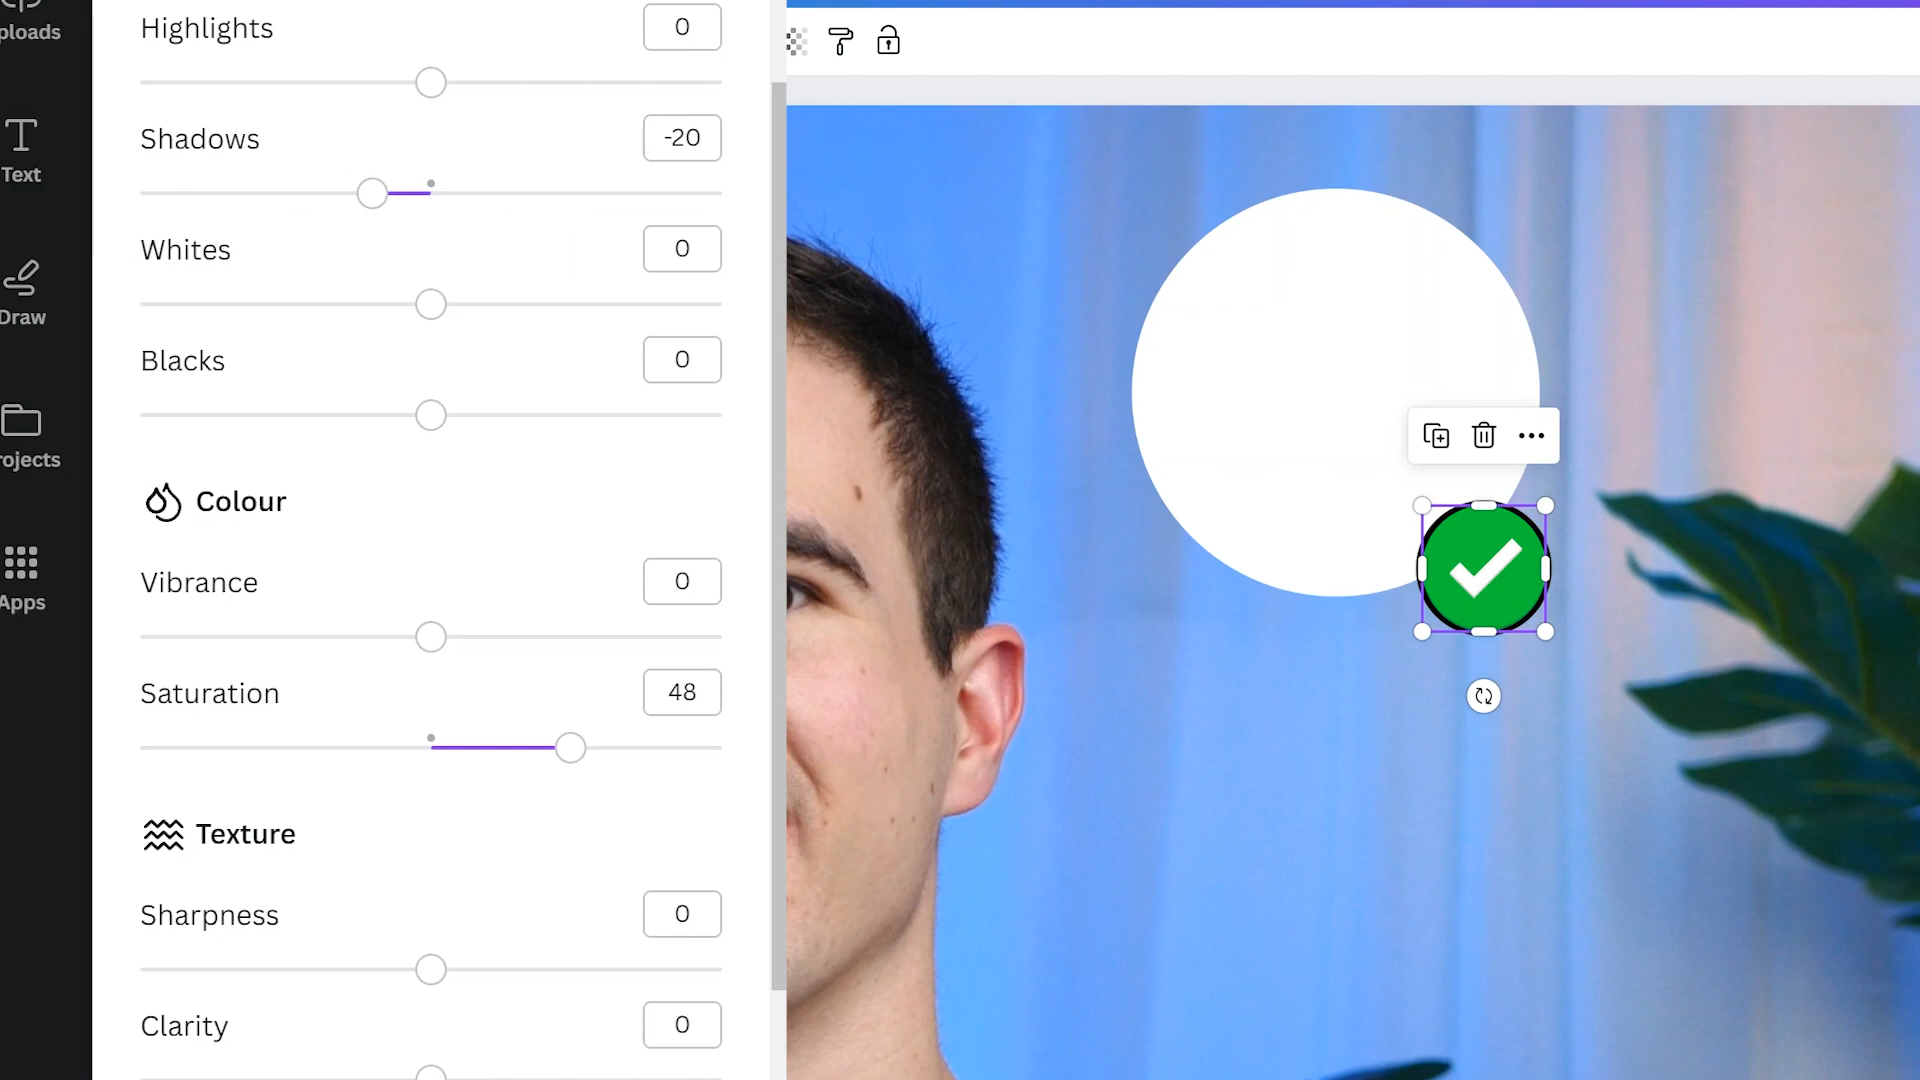 Highlights
0
Shadows
-20
Whites
0
Blacks
0
Colour
Vibrance
0
Saturation
48
Texture
Sharpness
0
Clarity
0
ploads
Text
Draw
rojects
Apps